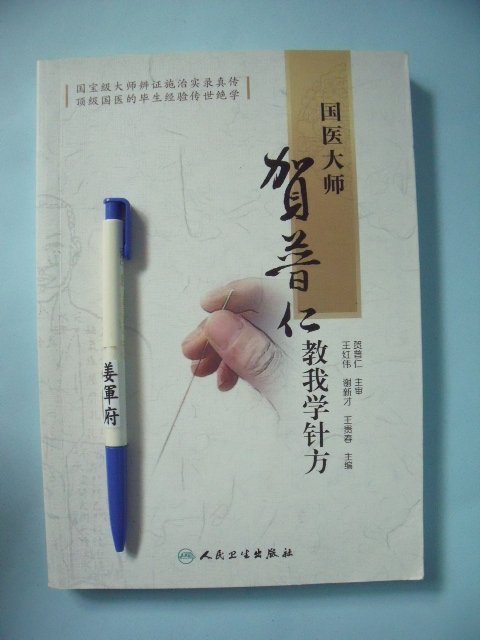 国宝级大师辨证施治实录真传
顶级国医的毕生经验传世绝学
国医大师
贺普仁
教我学针方
贺普仁 主审
王红伟 谢新才 王贵春 主编
姜軍府
人民卫生出版社